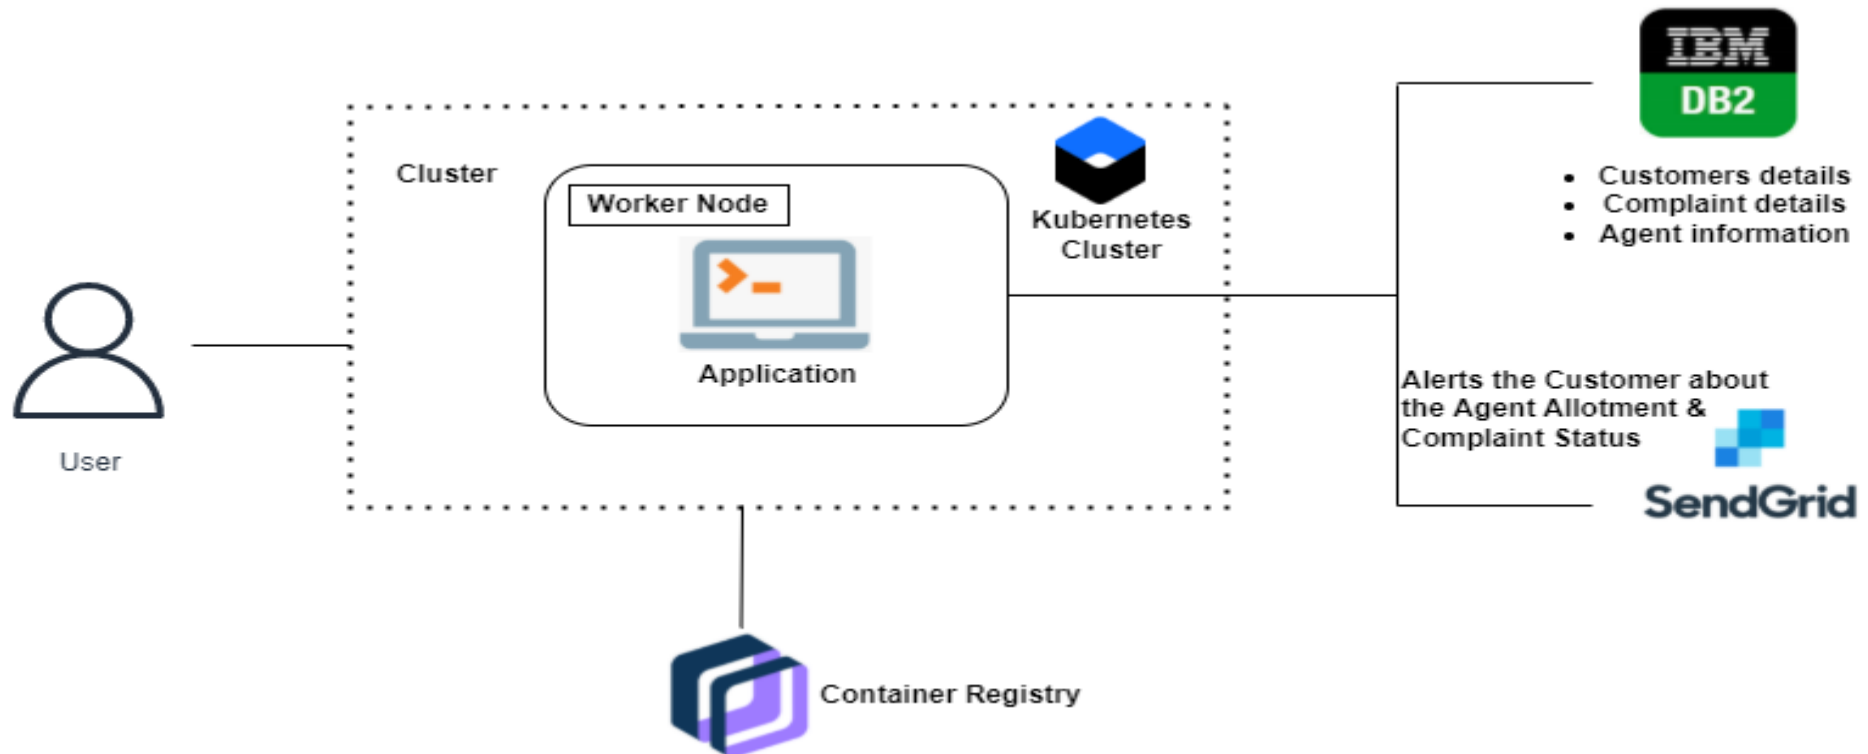 IBM
DB2
Cluster
Worker Node
Kubernetes
Cluster
• Customers details
• Complaint details
• Agent information
Application
User
Alerts the Customer about
the Agent Allotment &
Complaint Status
SendGrid
Container Registry